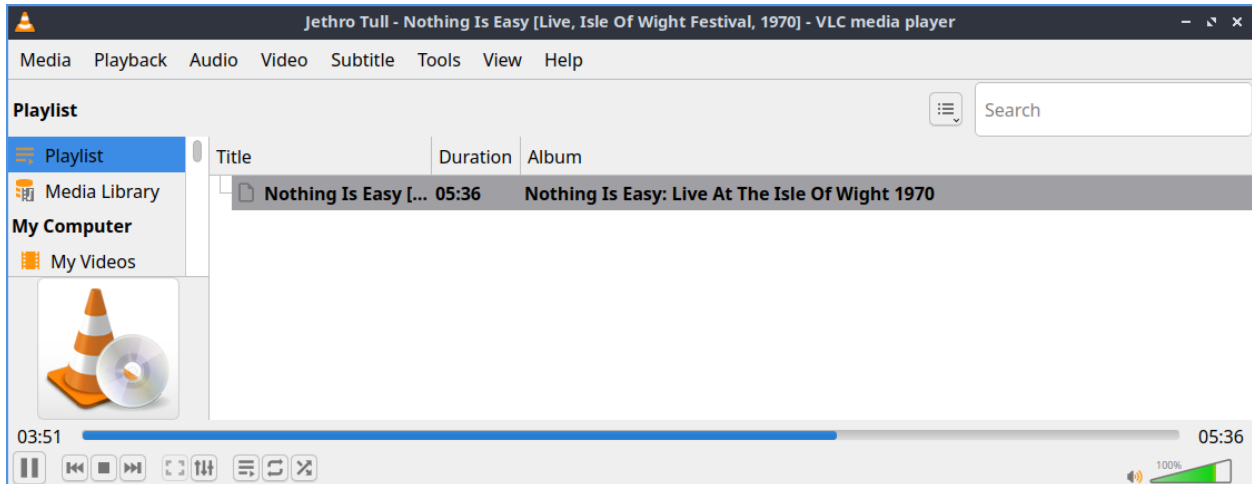 Jethro Tull - Nothing Is Easy [Live, Isle Of Wight Festival, 1970] - VLC media player
Media Playback Audio Video Subtitle Tools View Help
Playlist
Search
Playlist
Title Duration Album
Media Library
Nothing Is Easy [... 05:36 Nothing Is Easy: Live At The Isle Of Wight 1970
My Computer
My Videos
03:51 05:36
100%